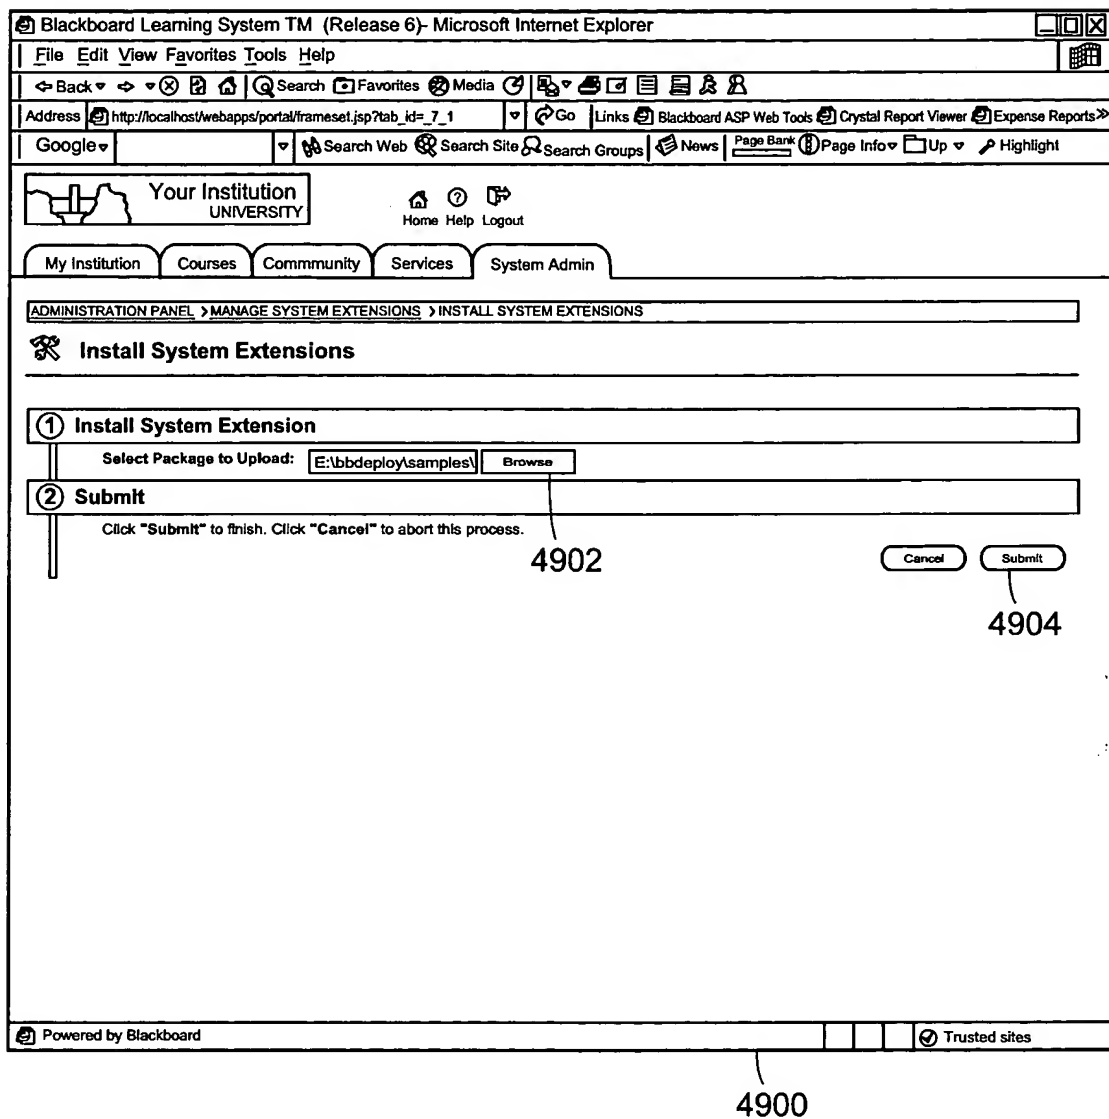 Blackboard Learning System TM (Release 6)- Microsoft Internet Explorer
File Edit View Favorites Tools Help
Back Search Favorites Media
Address http://localhost/webapps/portal/frameset.jsp?tab_id=_7_1 Go Links Blackboard ASP Web Tools Crystal Report Viewer Expense Reports»
Google Search Web Search Site Search Groups News Page Bank Page Info Up Highlight
Your Institution
UNIVERSITY
Home Help Logout
My Institution Courses Commmunity Services System Admin
ADMINISTRATION PANEL > MANAGE SYSTEM EXTENSIONS > INSTALL SYSTEM EXTENSIONS
Install System Extensions
1 Install System Extension
Select Package to Upload: E:\bbdeploy\samples\ Browse
2 Submit
Click "Submit" to finish. Click "Cancel" to abort this process.
4902
Cancel Submit
4904
Powered by Blackboard Trusted sites
4900